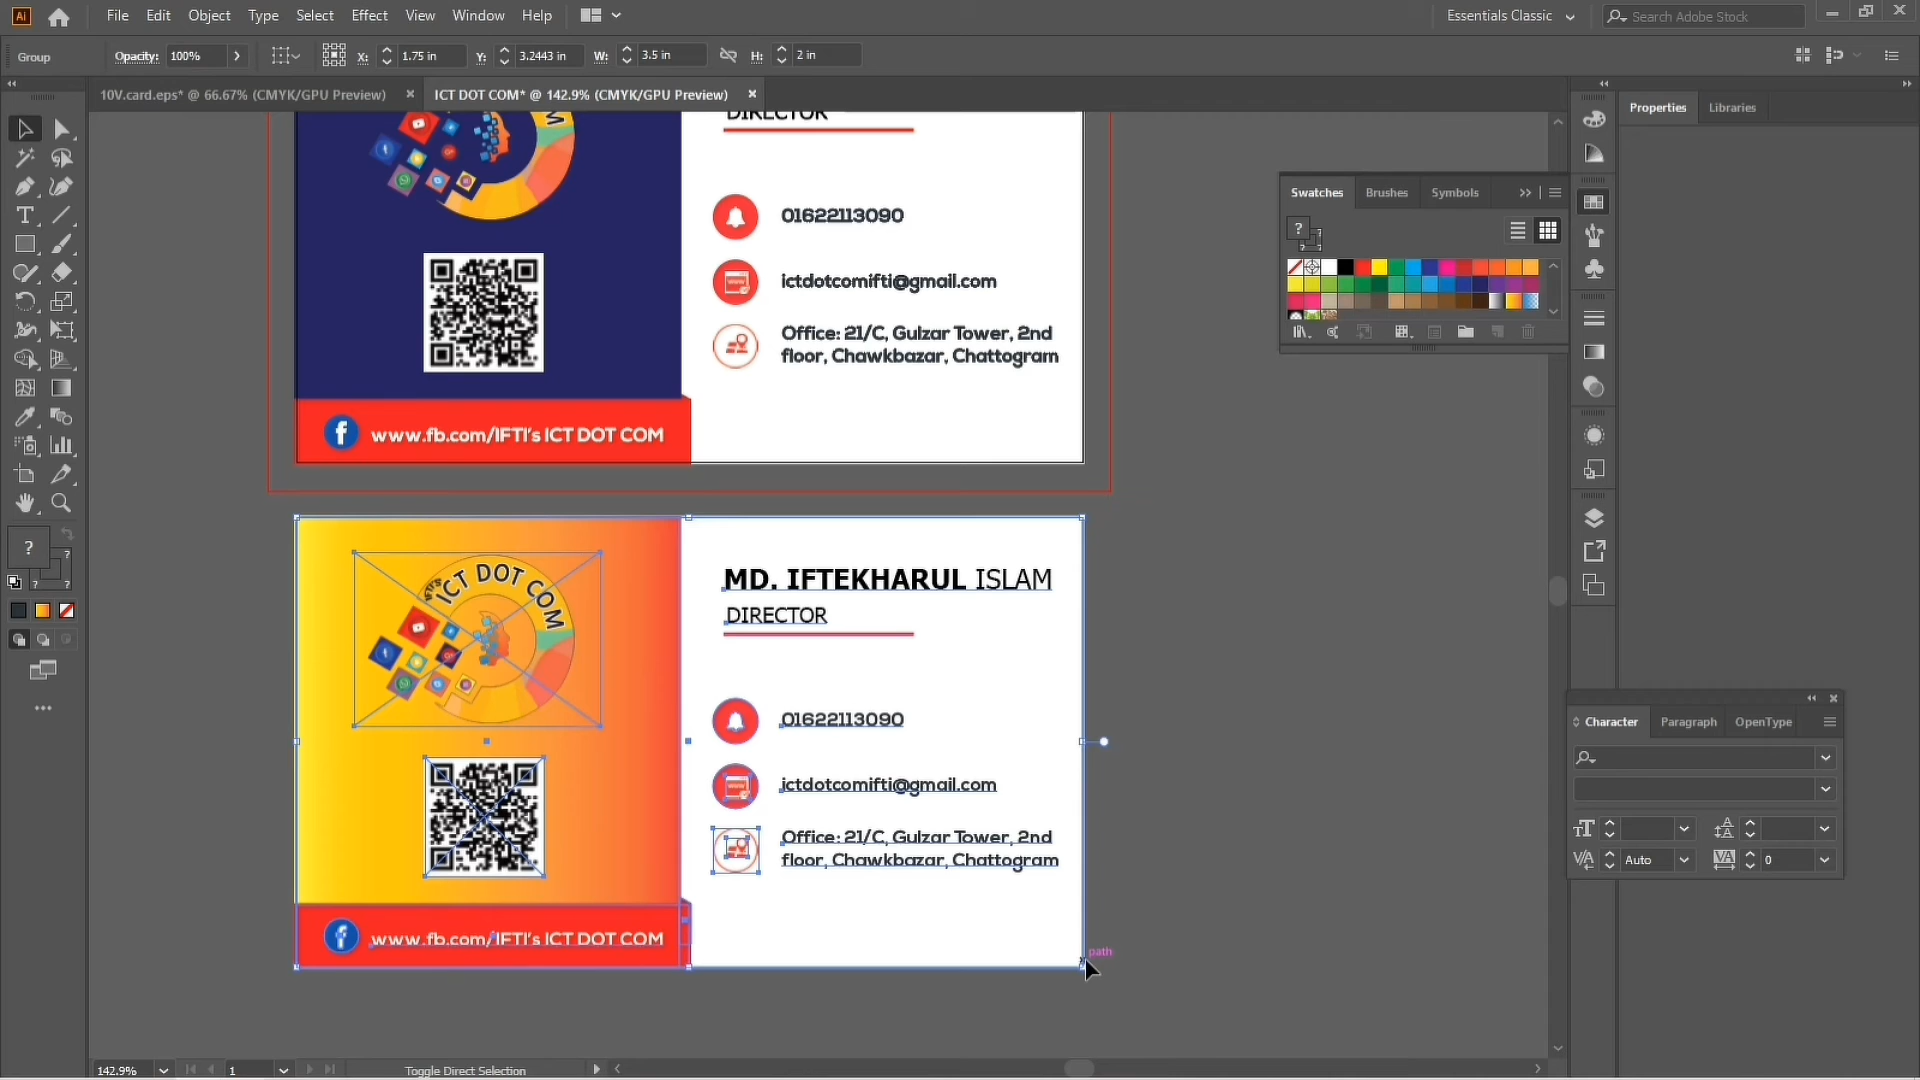 Ai File Edit Object Type Select Effect View Window Help Essentials Classic Search Adobe Stock
Group Opacity: 100% X: 1.75 in Y: 3.2443 in W: 3.5 in H: 2 in
10V.card.eps* @ 66.67% (CMYK/GPU Preview) ICT DOT COM* @ 142.9% (CMYK/GPU Preview)
Properties Libraries
DIRECTOR
Swatches Brushes Symbols
01622113090
ictdotcomifti@gmail.com
Office: 21/C, Gulzar Tower, 2nd
floor, Chawkbazar, Chattogram
www.fb.com/IFTI's ICT DOT COM
IFTI'S
ICT DOT COM
MD. IFTEKHARUL ISLAM
DIRECTOR
01622113090
ictdotcomifti@gmail.com
Office: 21/C, Gulzar Tower, 2nd
floor, Chawkbazar, Chattogram
www.fb.com/IFTI's ICT DOT COM
path
Character Paragraph OpenType
Auto 0
142.9% 1 Toggle Direct Selection